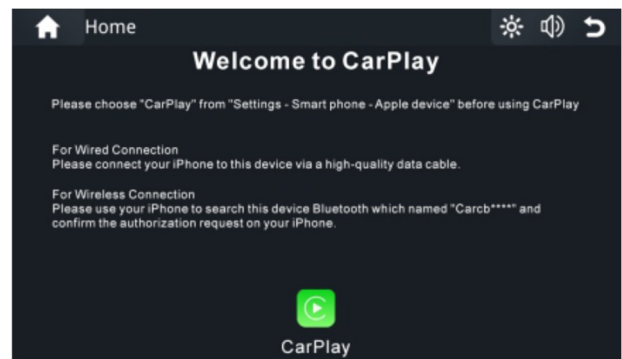 Home
Welcome to CarPlay
Please choose "CarPlay" from "Settings - Smart phone - Apple device" before using CarPlay
For Wired Connection
Please connect your iPhone to this device via a high-quality data cable.
For Wireless Connection
Please use your iPhone to search this device Bluetooth which named "Carcb****" and
confirm the authorization request on your iPhone.
CarPlay